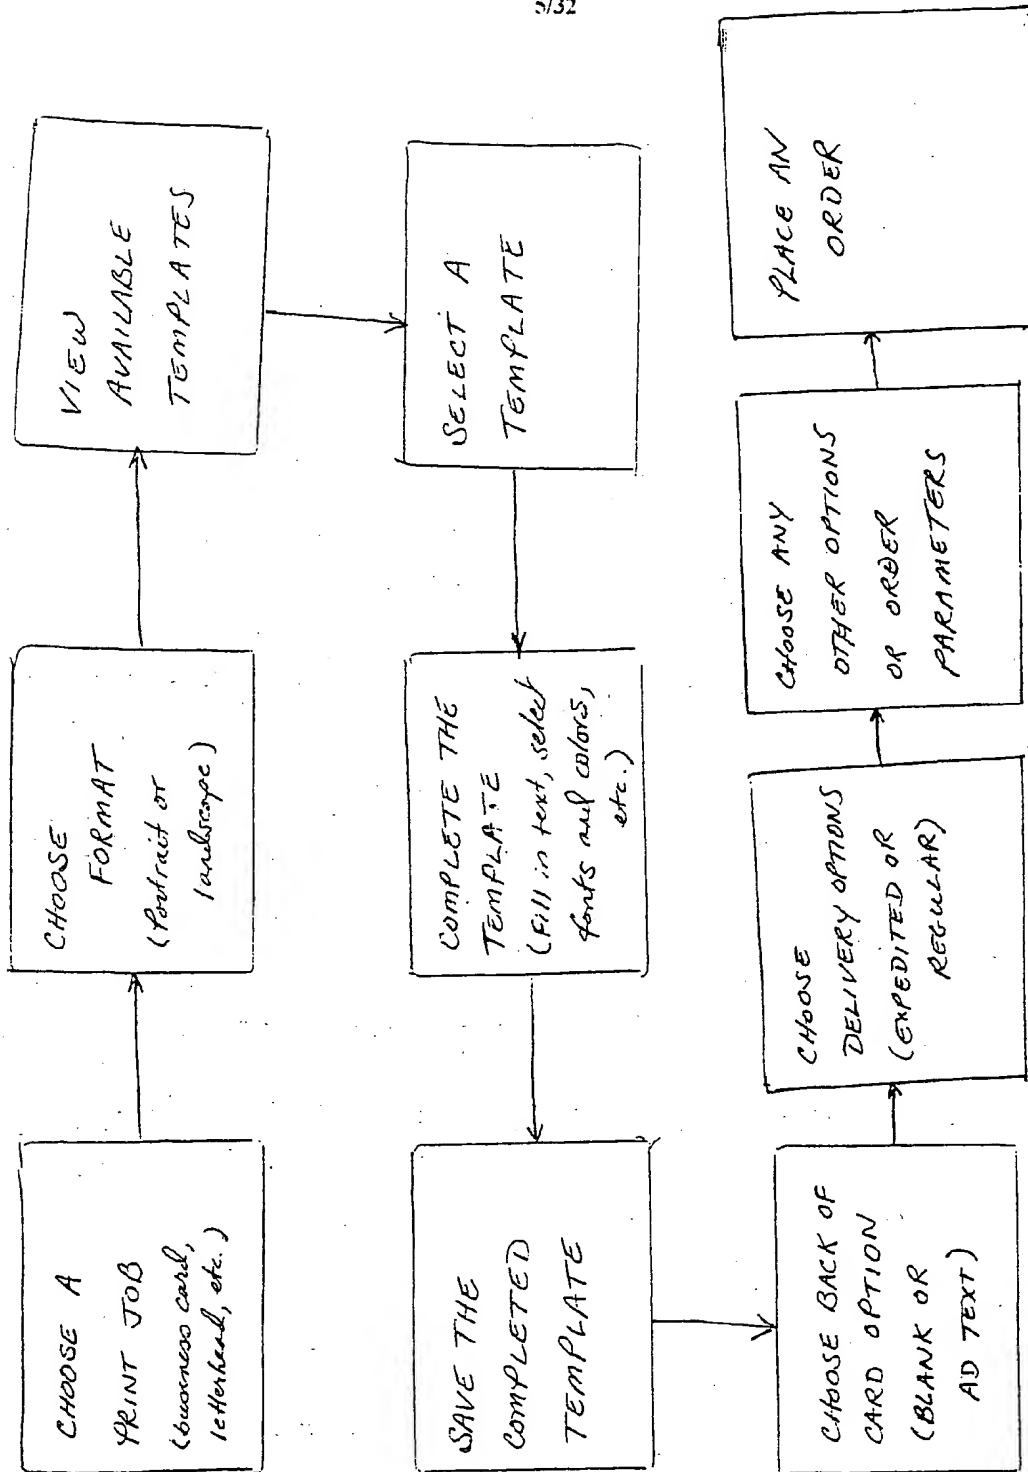 5/32
CHOOSE A
PRINT JOB
(business card,
letterhead, etc.)
CHOOSE
FORMAT
(Portrait or
landscape)
VIEW
AVAILABLE
TEMPLATES
SELECT A
TEMPLATE
COMPLETE THE
TEMPLATE
(Fill in text, select
fonts and colors,
etc.)
SAVE THE
COMPLETED
TEMPLATE
CHOOSE BACK OF
CARD OPTION
(BLANK OR
AD TEXT)
CHOOSE
DELIVERY OPTIONS
(EXPEDITED OR
REGULAR)
CHOOSE ANY
OTHER OPTIONS
OR ORDER
PARAMETERS
PLACE AN
ORDER